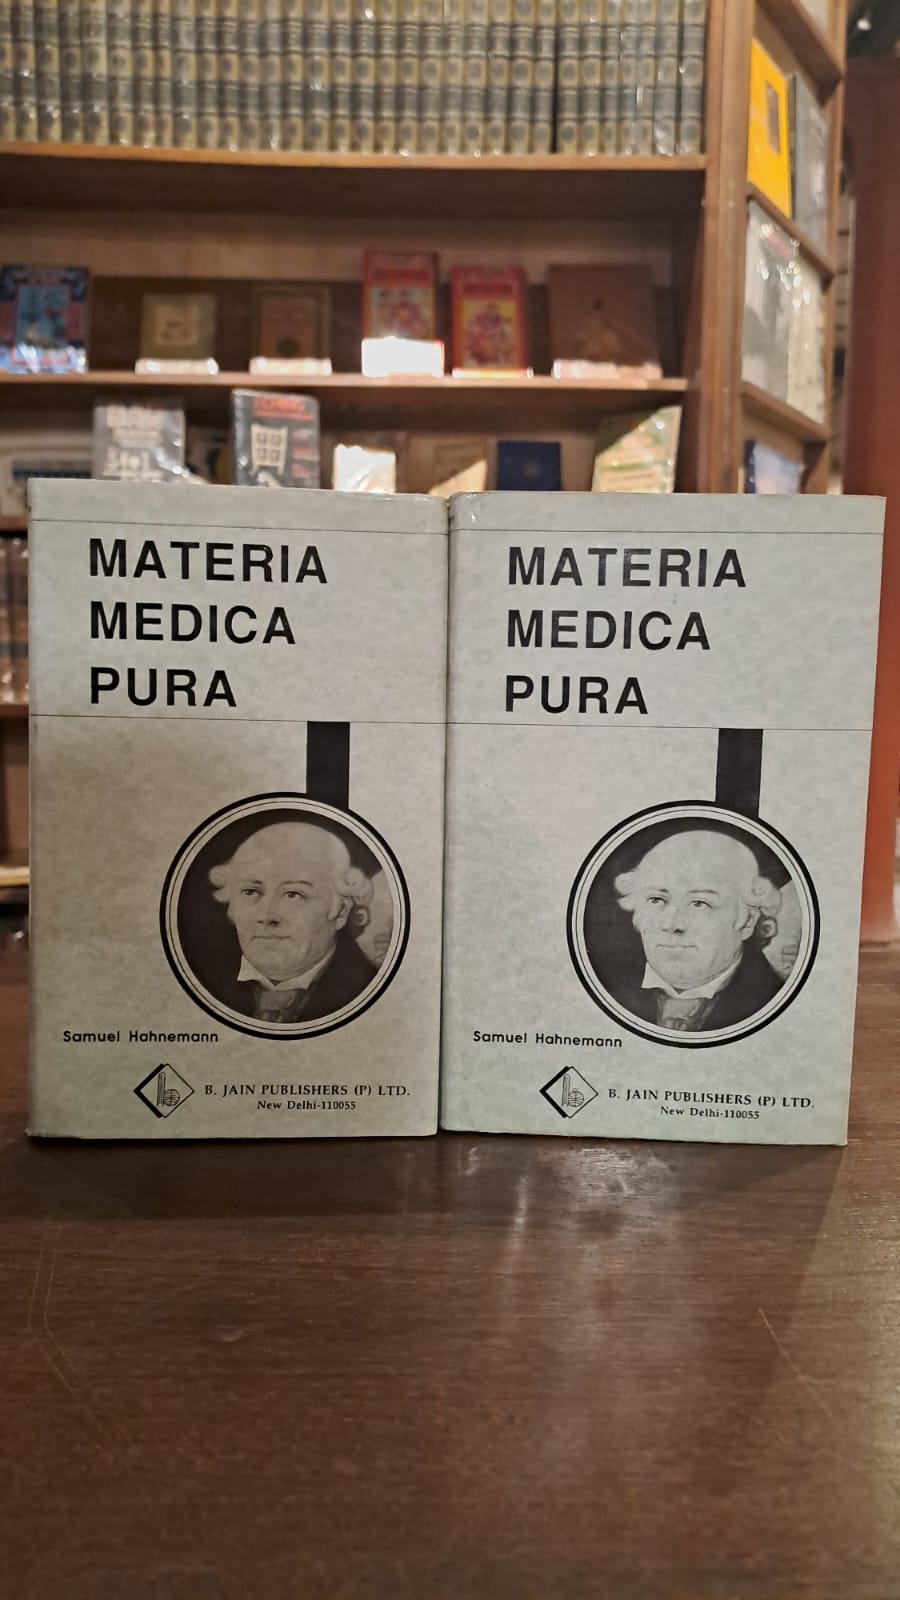 MATERIA
MEDICA
PURA
Samuel Hahnemann
B. JAIN PUBLISHERS (P) LTD.
New Delhi-110055
MATERIA
MEDICA
PURA
Samuel Hahnemann
B. JAIN PUBLISHERS (P) LTD.
New Delhi-110055